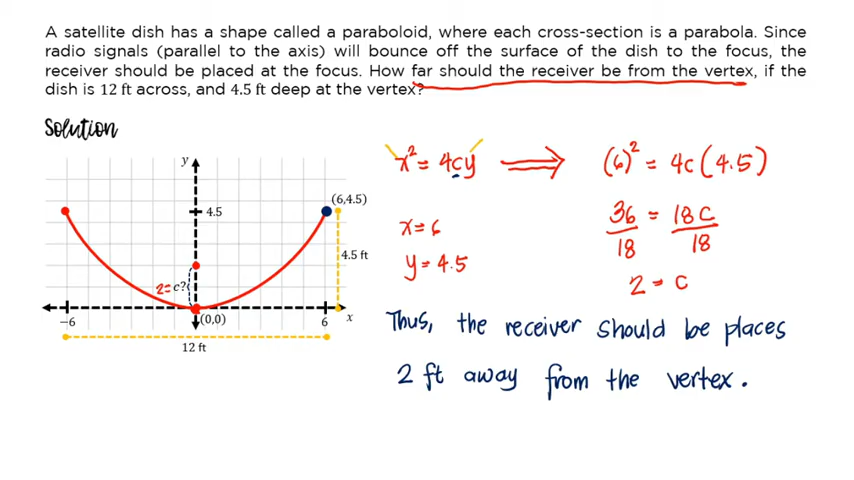 A satellite dish has a shape called a paraboloid, where each cross-section is a parabola. Since
radio signals (parallel to the axis) will bounce off the surface of the dish to the focus, the
receiver should be placed at the focus. How far should the receiver be from the vertex, if the
dish is 12 ft across, and 4.5 ft deep at the vertex?
Solution
y
(6,4.5)
4.5
4.5 ft
2= c?
(0,0)
x
−6
6
12 ft
x² = 4cy ⟹ (6)² = 4c(4.5)
x = 6
y = 4.5
36 = 18c
18 18
2 = c
Thus, the receiver should be places
2 ft away from the vertex.